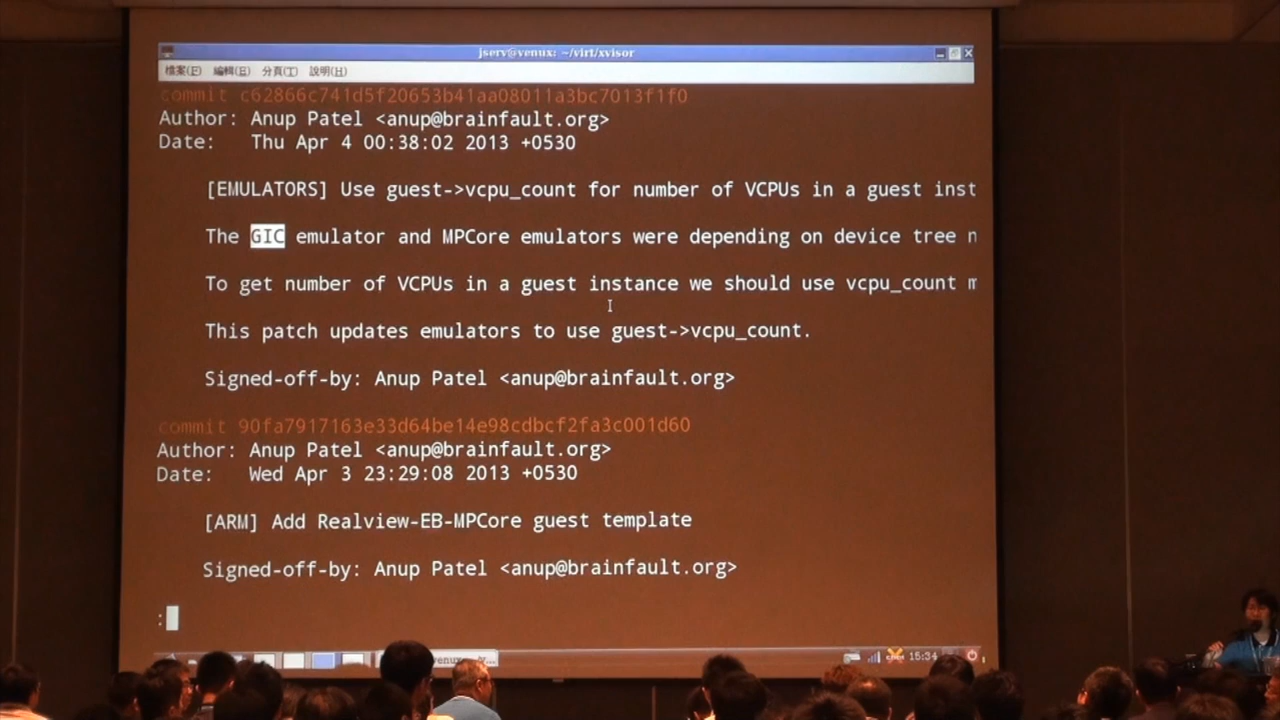 jserv@venux: ~/virt/xvisor
檔案(F) 編輯(E) 分頁(T) 說明(H)
commit c62866c741d5f20653b41aa08011a3bc7013f1f0
Author: Anup Patel <anup@brainfault.org>
Date: Thu Apr 4 00:38:02 2013 +0530
[EMULATORS] Use guest->vcpu_count for number of VCPUs in a guest inst
The GIC emulator and MPCore emulators were depending on device tree n
To get number of VCPUs in a guest instance we should use vcpu_count m
This patch updates emulators to use guest->vcpu_count.
Signed-off-by: Anup Patel <anup@brainfault.org>
commit 90fa7917163e33d64be14e98cdbcf2fa3c001d60
Author: Anup Patel <anup@brainfault.org>
Date: Wed Apr 3 23:29:08 2013 +0530
[ARM] Add Realview-EB-MPCore guest template
Signed-off-by: Anup Patel <anup@brainfault.org>
:
15:34